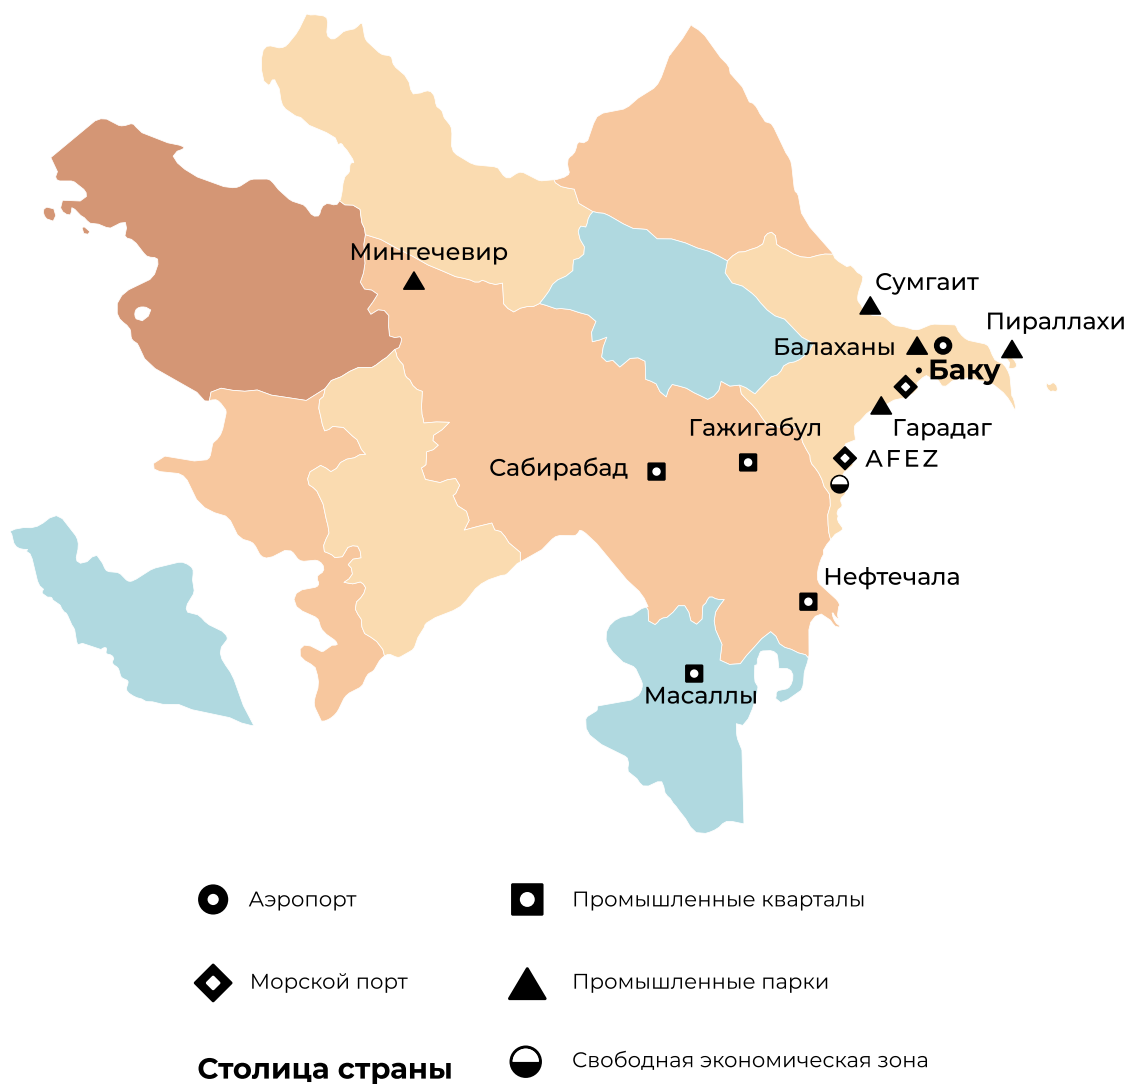 Мингечевир
Сумгаит
Пираллахи
Балаханы
Баку
Гарадаг
Гажигабул
AFEZ
Сабирабад
Нефтечала
Масаллы
Аэропорт
Промышленные кварталы
Морской порт
Промышленные парки
Столица страны
Свободная экономическая зона